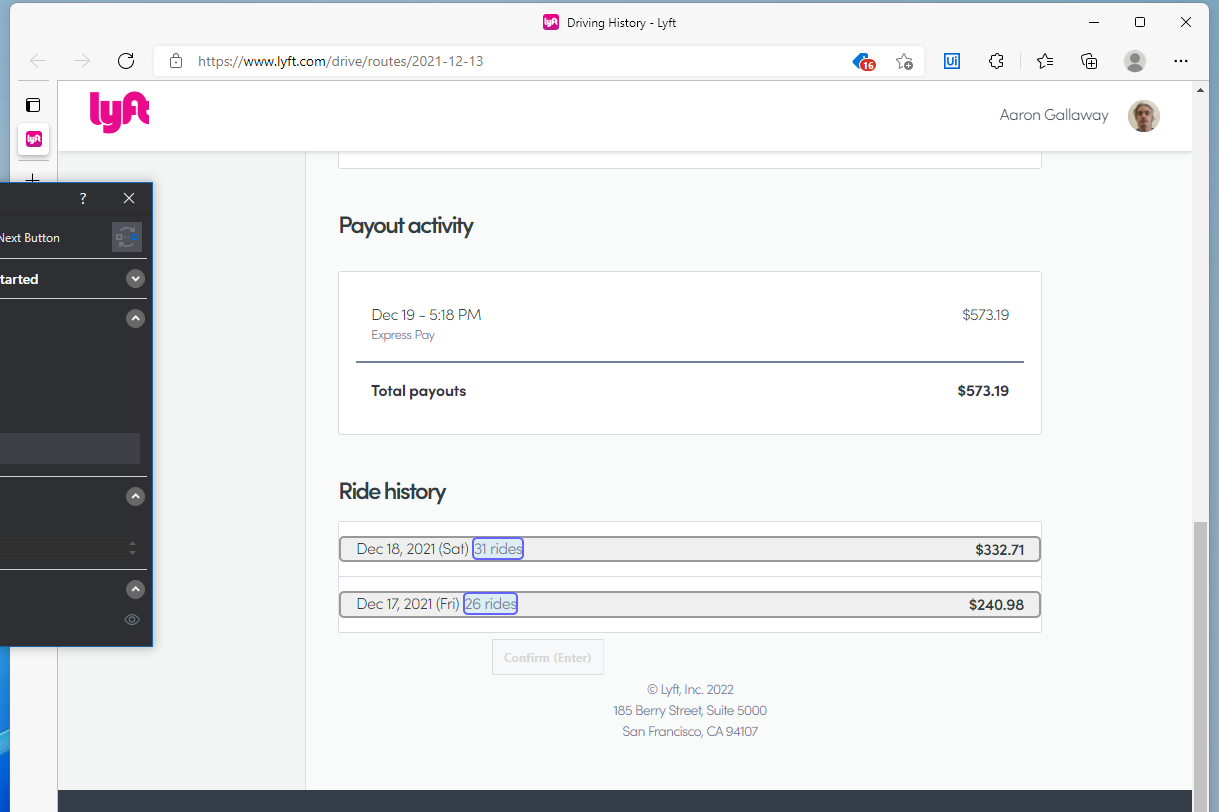 lyft Driving History - Lyft
https://www.lyft.com/drive/routes/2021-12-13
16
Ui
lyft
Aaron Gallaway
lyft
?
Next Button
tarted
Payout activity
Dec 19 - 5:18 PM $573.19
Express Pay
Total payouts $573.19
Ride history
Dec 18, 2021 (Sat) 31 rides $332.71
Dec 17, 2021 (Fri) 26 rides $240.98
Confirm (Enter)
© Lyft, Inc. 2022
185 Berry Street, Suite 5000
San Francisco, CA 94107